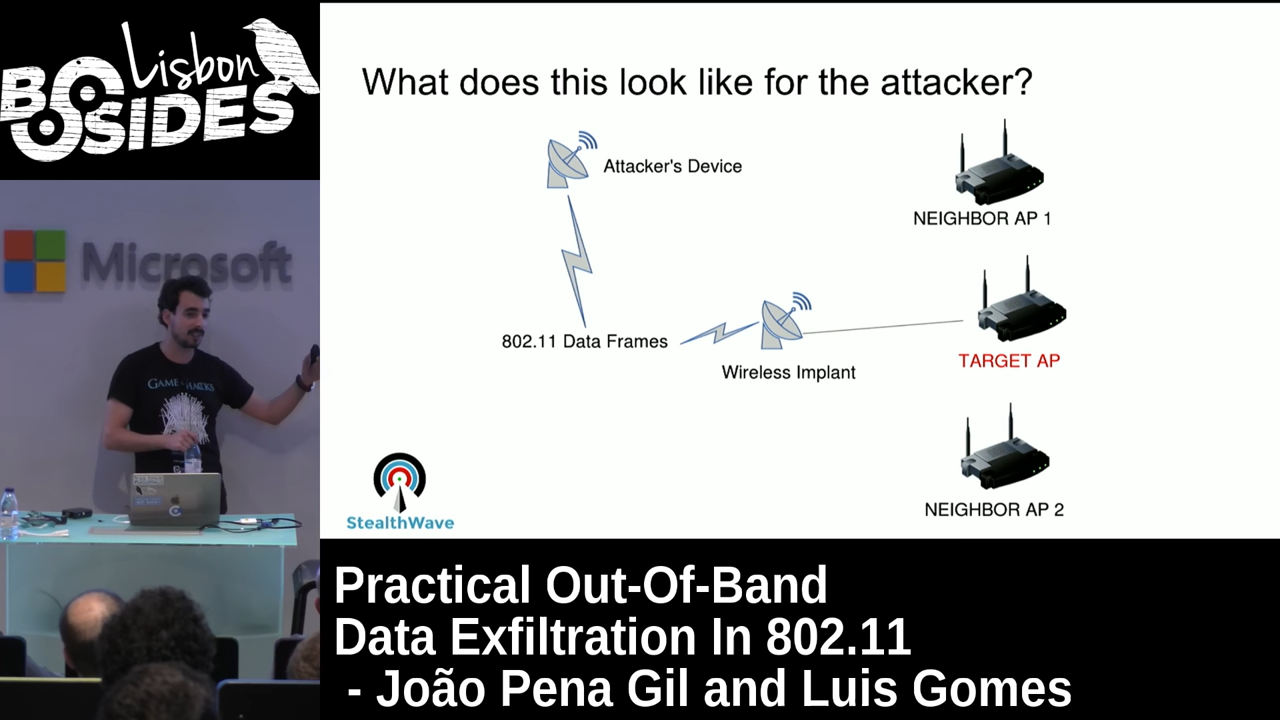 Lisbon
BSIDES
Microsoft
GAME HACKS
What does this look like for the attacker?
Attacker's Device
NEIGHBOR AP 1
802.11 Data Frames
Wireless Implant
TARGET AP
NEIGHBOR AP 2
StealthWave
Practical Out-Of-Band
Data Exfiltration In 802.11
- João Pena Gil and Luis Gomes